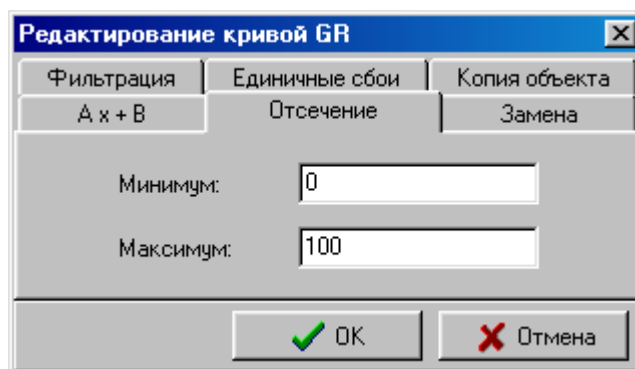 Редактирование кривой GR
Фильтрация Единичные сбои Копия объекта
A x + B Отсечение Замена
Минимум: 0
Максимум: 100
OK Отмена